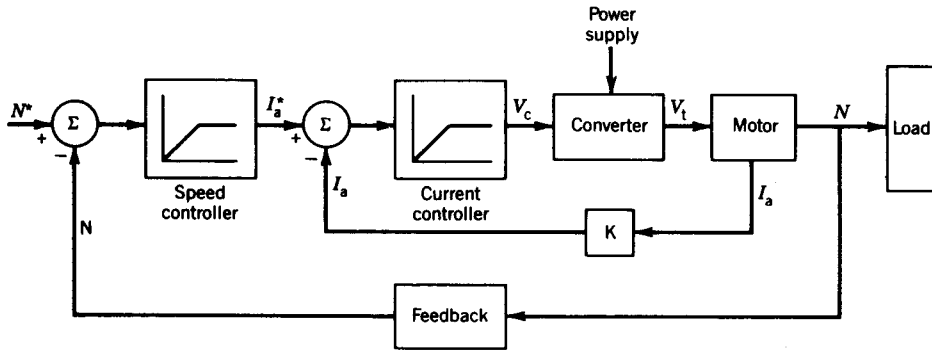 Power
supply
N*
+
Σ
−
I*a
+
Σ
−
Vc
Converter
Vt
Motor
N
Load
Speed
controller
Ia
Current
controller
Ia
N
K
Feedback